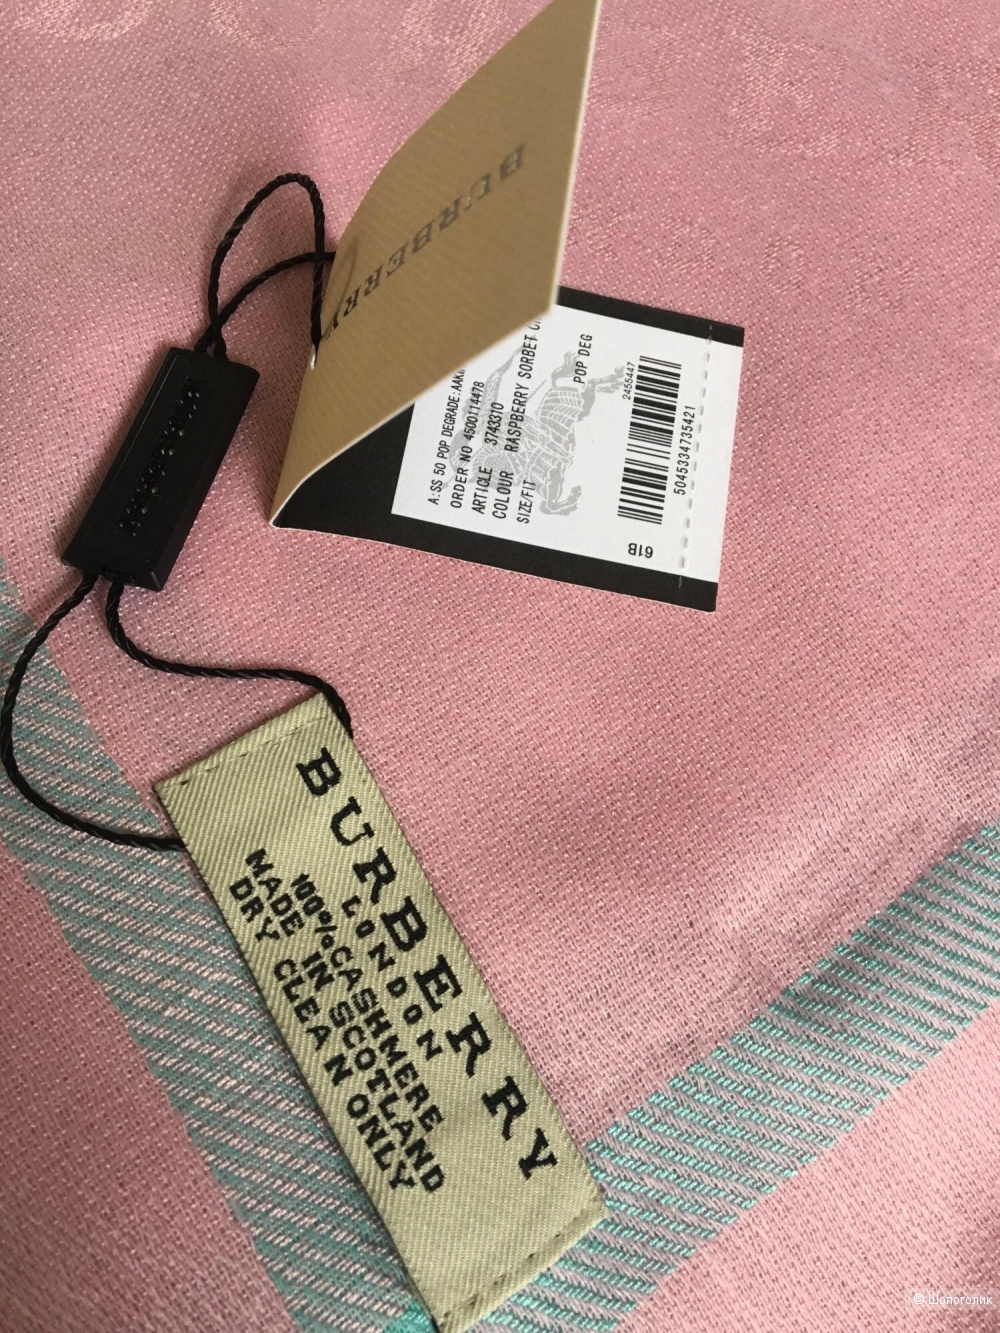 BURBERRY
A:SS 50 POP DEGRADE:AAKM
ORDER NO 4500114478
ARTICLE 3743310
COLOUR RASPBERRY SORBET
SIZE/FIT
POP DEG
2455447
5045334735421
61B
BURBERRY
LONDON
100% CASHMERE
MADE IN SCOTLAND
DRY CLEAN ONLY
© Шопоголик